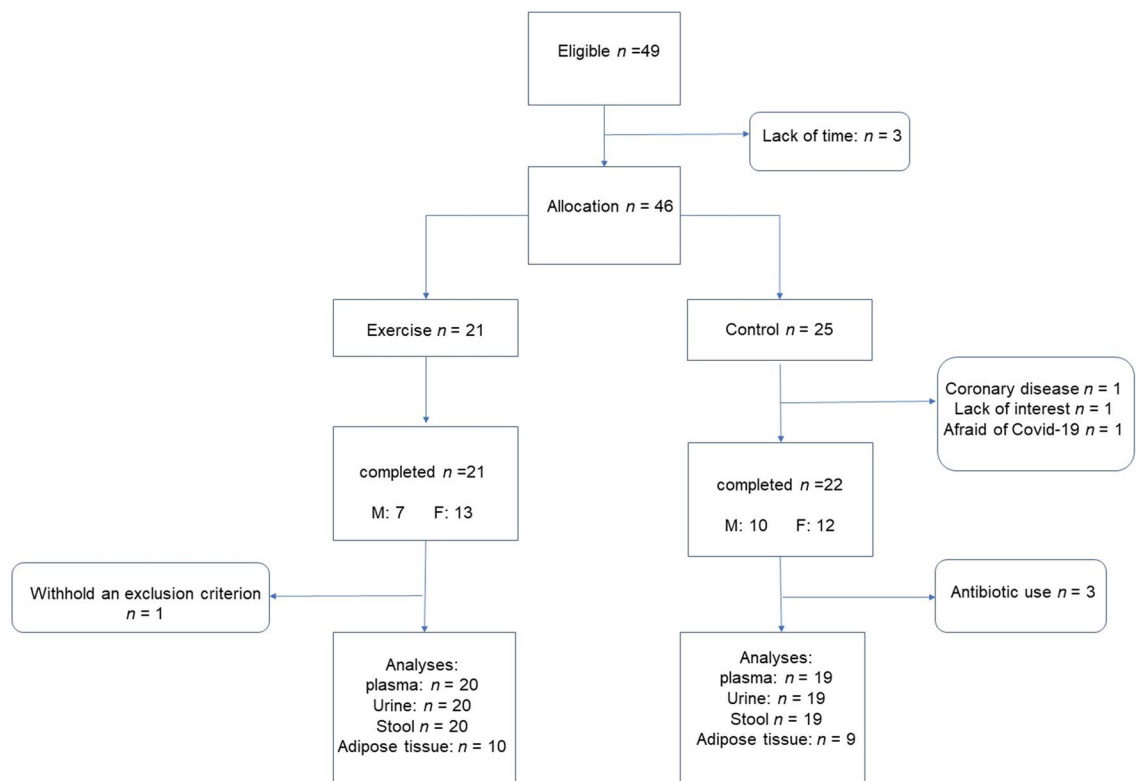 Eligible n =49
Lack of time: n = 3
Allocation n = 46
Exercise n = 21
Control n = 25
Coronary disease n = 1
Lack of interest n = 1
Afraid of Covid-19 n = 1
completed n =21
M: 7 F: 13
completed n =22
M: 10 F: 12
Withhold an exclusion criterion
n = 1
Antibiotic use n = 3
Analyses:
plasma: n = 20
Urine: n = 20
Stool n = 20
Adipose tissue: n = 10
Analyses:
plasma: n = 19
Urine: n = 19
Stool n = 19
Adipose tissue: n = 9